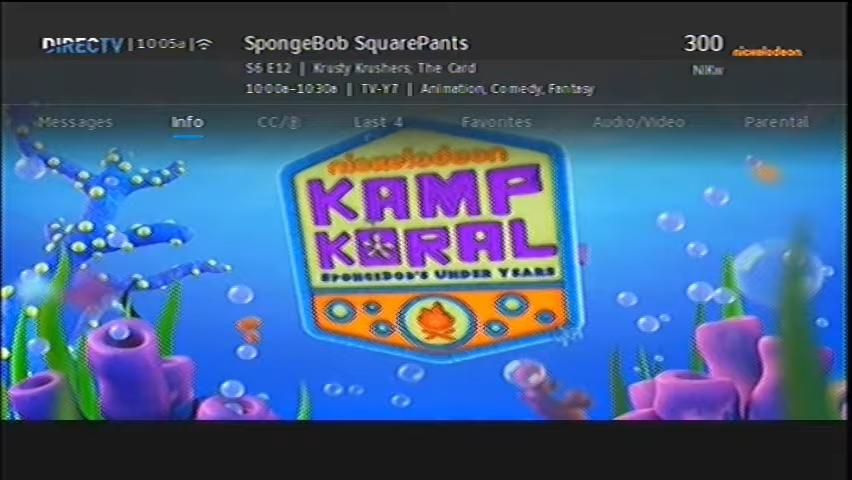 DIRECTV | 10:05a |
SpongeBob SquarePants
300 nickelodeon
S6 E12 | Krusty Krushers; The Card
NIKw
10:00a-10:30a | TV-Y7 | Animation, Comedy, Fantasy
Messages Info CC/ Last 4 Favorites Audio/Video Parental
nickelodeon
KAMP
KORAL
SPONGEBOB'S UNDER YEARS